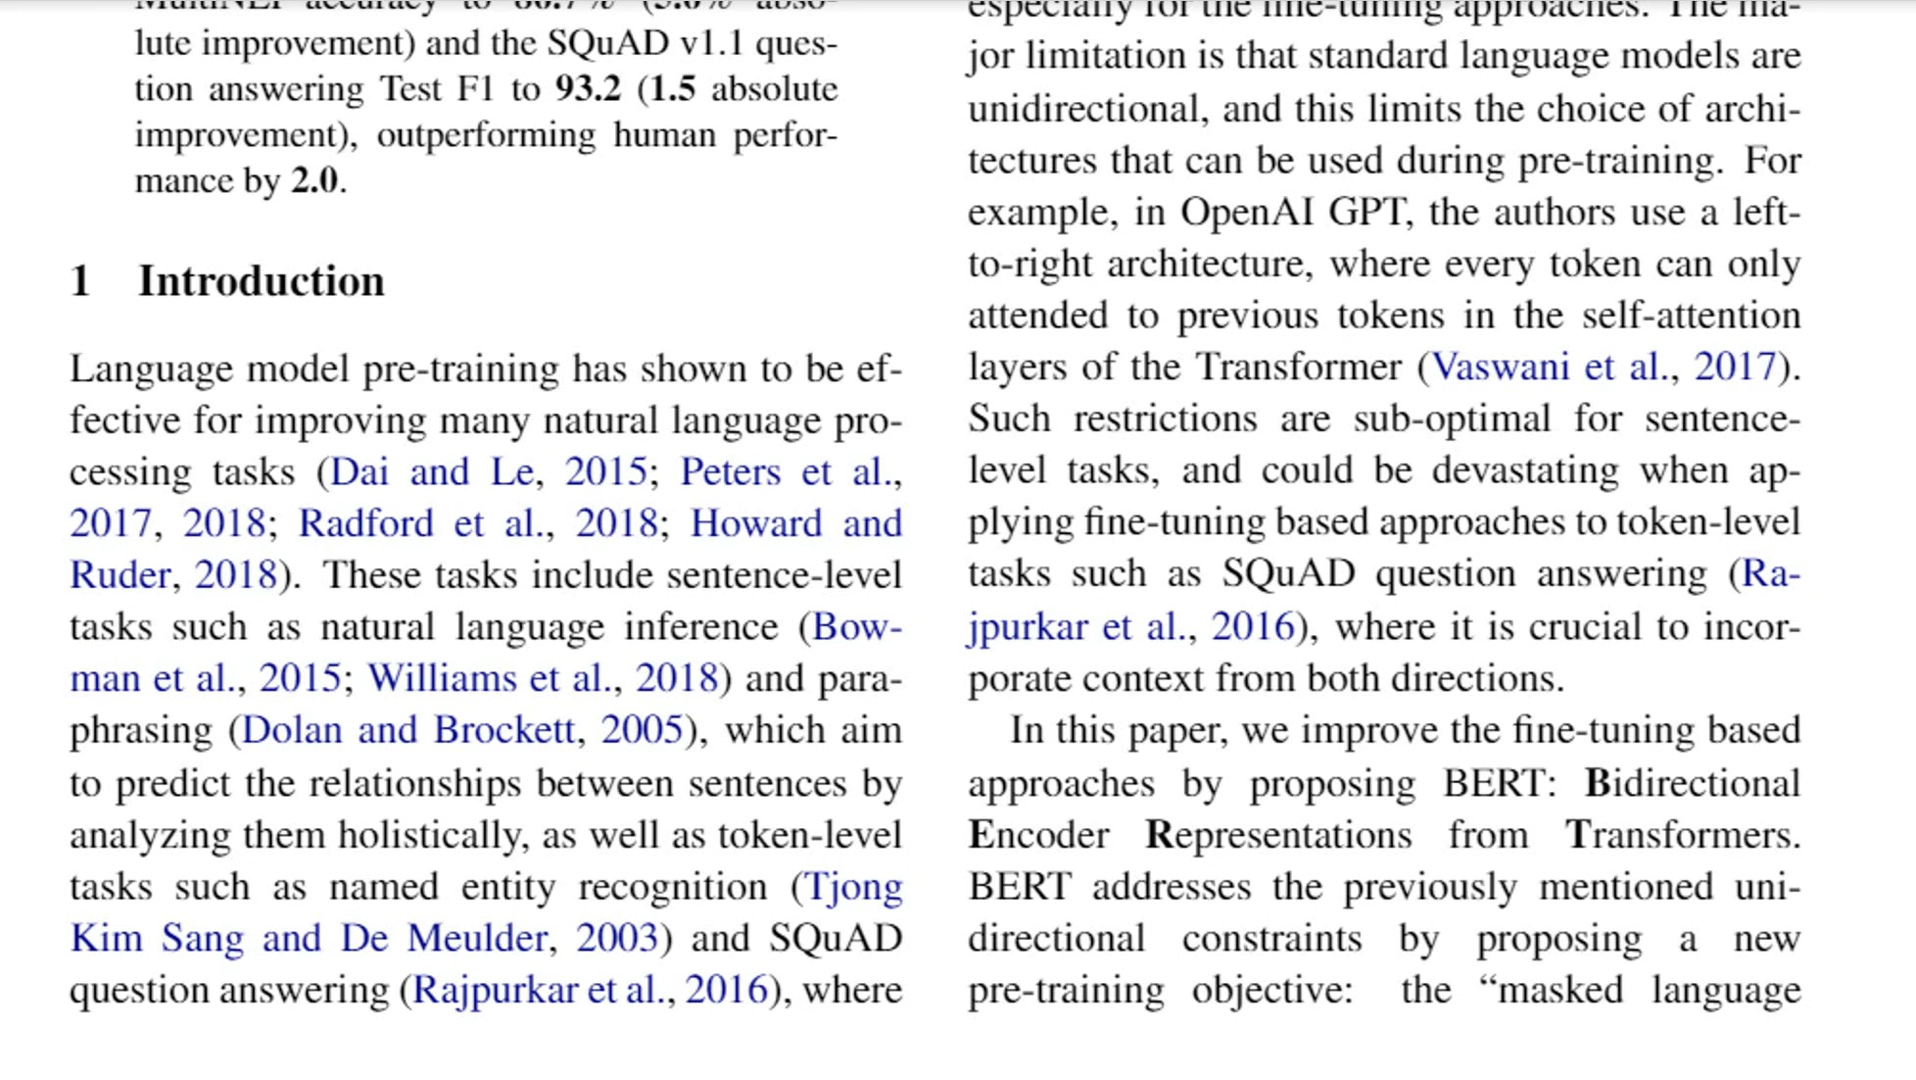 lute improvement) and the SQuAD v1.1 ques-
tion answering Test F1 to 93.2 (1.5 absolute
improvement), outperforming human perfor-
mance by 2.0.
1 Introduction
Language model pre-training has shown to be ef-
fective for improving many natural language pro-
cessing tasks (Dai and Le, 2015; Peters et al.,
2017, 2018; Radford et al., 2018; Howard and
Ruder, 2018). These tasks include sentence-level
tasks such as natural language inference (Bow-
man et al., 2015; Williams et al., 2018) and para-
phrasing (Dolan and Brockett, 2005), which aim
to predict the relationships between sentences by
analyzing them holistically, as well as token-level
tasks such as named entity recognition (Tjong
Kim Sang and De Meulder, 2003) and SQuAD
question answering (Rajpurkar et al., 2016), where
especially for the fine-tuning approaches. The ma-
jor limitation is that standard language models are
unidirectional, and this limits the choice of archi-
tectures that can be used during pre-training. For
example, in OpenAI GPT, the authors use a left-
to-right architecture, where every token can only
attended to previous tokens in the self-attention
layers of the Transformer (Vaswani et al., 2017).
Such restrictions are sub-optimal for sentence-
level tasks, and could be devastating when ap-
plying fine-tuning based approaches to token-level
tasks such as SQuAD question answering (Ra-
jpurkar et al., 2016), where it is crucial to incor-
porate context from both directions.
In this paper, we improve the fine-tuning based
approaches by proposing BERT: Bidirectional
Encoder Representations from Transformers.
BERT addresses the previously mentioned uni-
directional constraints by proposing a new
pre-training objective: the “masked language